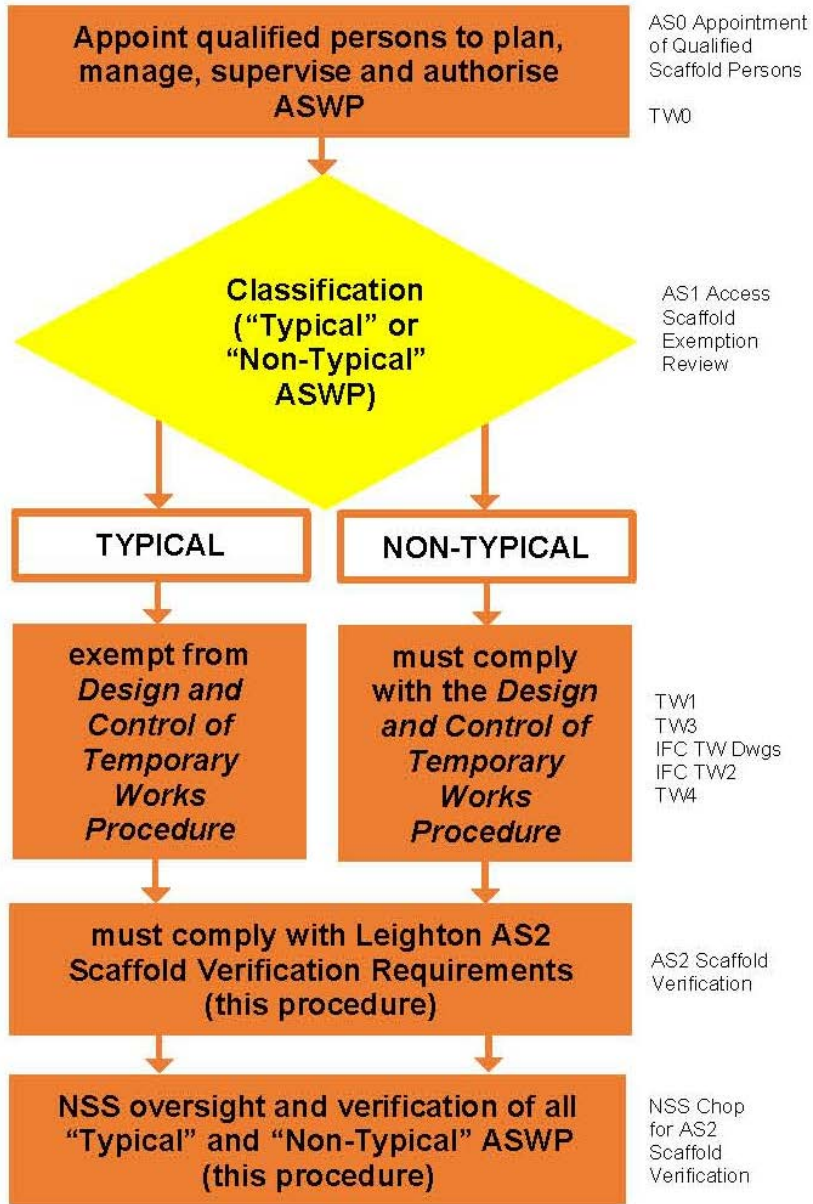 Appoint qualified persons to plan,
manage, supervise and authorise
ASWP
AS0 Appointment
of Qualified
Scaffold Persons
TW0
Classification
(“Typical” or
“Non-Typical”
ASWP)
AS1 Access
Scaffold
Exemption
Review
TYPICAL
NON-TYPICAL
exempt from
Design and
Control of
Temporary
Works
Procedure
must comply
with the Design
and Control of
Temporary
Works
Procedure
TW1
TW3
IFC TW Dwgs
IFC TW2
TW4
must comply with Leighton AS2
Scaffold Verification Requirements
(this procedure)
AS2 Scaffold
Verification
NSS oversight and verification of all
“Typical” and “Non-Typical” ASWP
(this procedure)
NSS Chop
for AS2
Scaffold
Verification